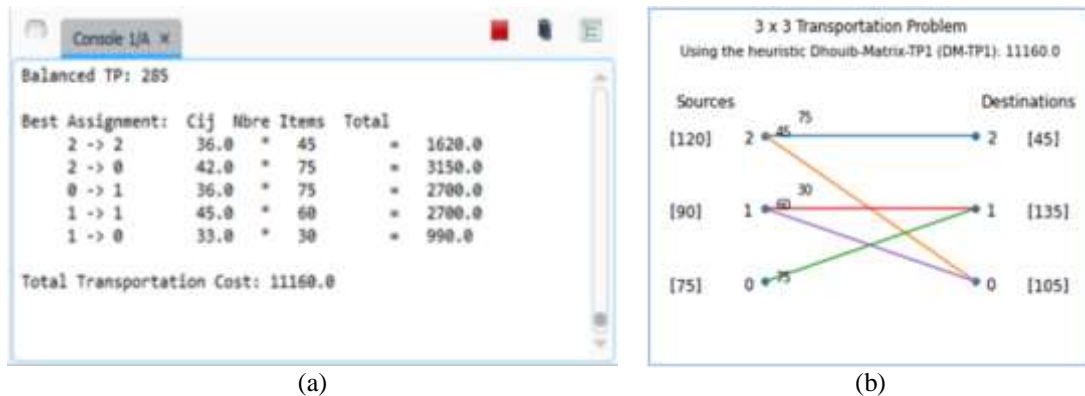 Console 1/A ×
Balanced TP: 285
Best Assignment: Cij Nbre Items Total
2 -> 2 36.0 * 45 = 1620.0
2 -> 0 42.0 * 75 = 3150.0
0 -> 1 36.0 * 75 = 2700.0
1 -> 1 45.0 * 60 = 2700.0
1 -> 0 33.0 * 30 = 990.0
Total Transportation Cost: 11160.0
(a)
3 x 3 Transportation Problem
Using the heuristic Dhouib-Matrix-TP1 (DM-TP1): 11160.0
Sources Destinations
75
[120] 2 45 2 [45]
30
[90] 1 60 1 [135]
[75] 0 75 0 [105]
(b)